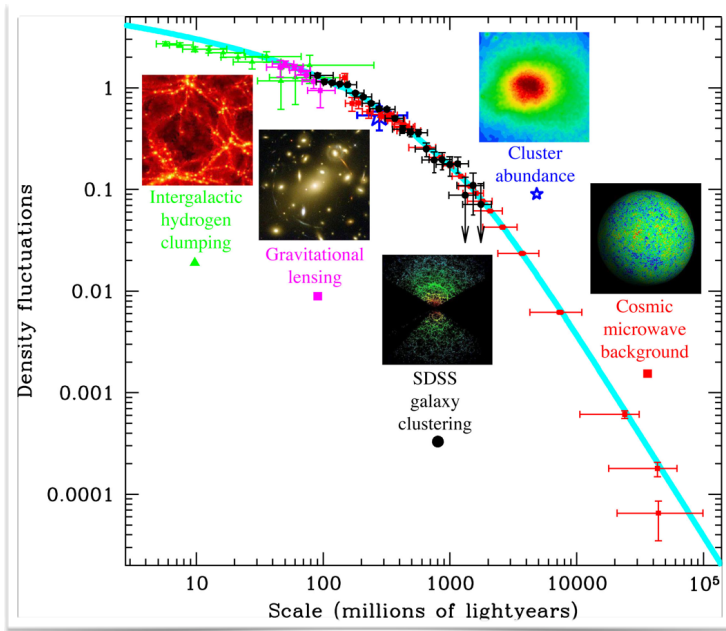 Density fluctuations
1
0.1
0.01
0.001
0.0001
Intergalactic
hydrogen
clumping
Gravitational
lensing
SDSS
galaxy
clustering
Cluster
abundance
Cosmic
microwave
background
10
100
1000
10000
10⁵
Scale (millions of lightyears)